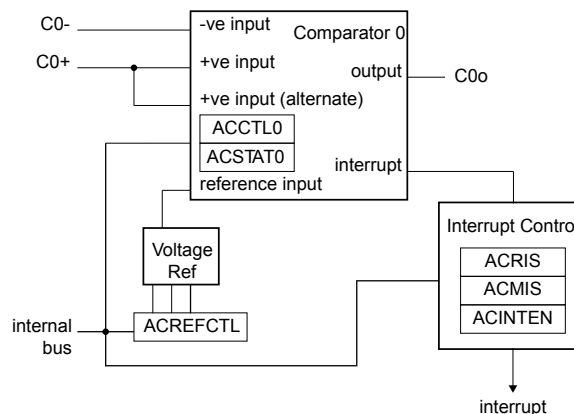 C0-
-ve input
Comparator 0
C0+
+ve input
output
C0o
+ve input (alternate)
ACCTL0
ACSTAT0
interrupt
reference input
Voltage
Ref
Interrupt Control
ACRIS
ACMIS
ACINTEN
internal
bus
ACREFCTL
interrupt